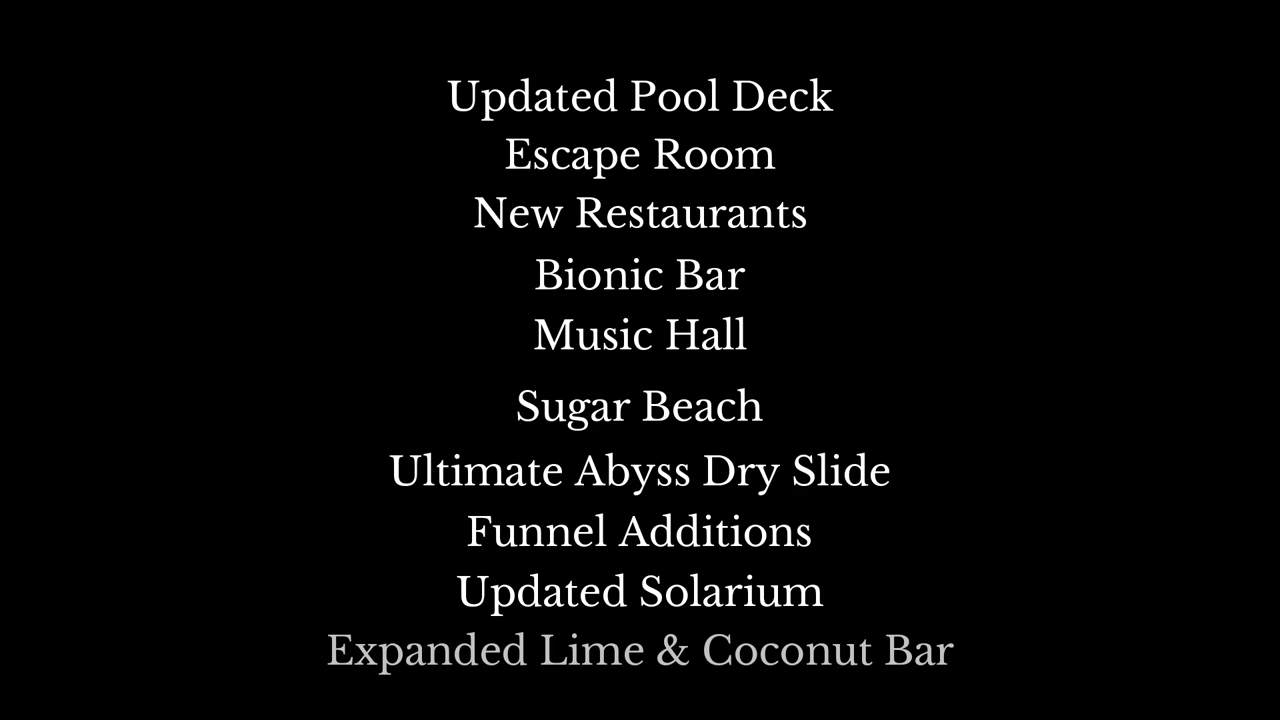 Updated Pool Deck
Escape Room
New Restaurants
Bionic Bar
Music Hall
Sugar Beach
Ultimate Abyss Dry Slide
Funnel Additions
Updated Solarium
Expanded Lime & Coconut Bar